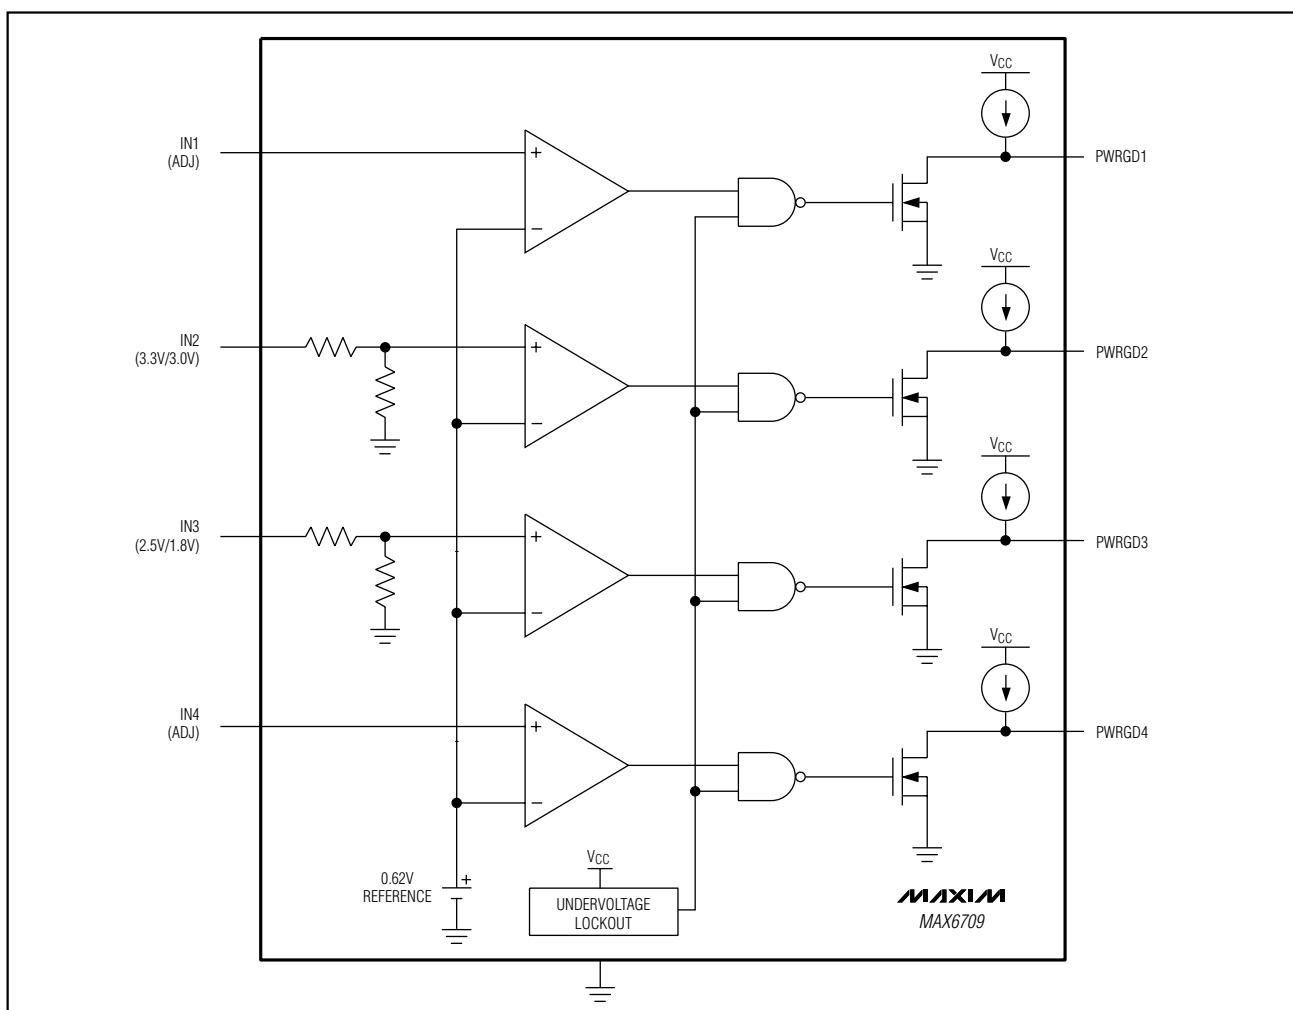 VCC
IN1
(ADJ)
+
−
PWRGD1
VCC
IN2
(3.3V/3.0V)
+
−
PWRGD2
VCC
IN3
(2.5V/1.8V)
+
−
PWRGD3
VCC
IN4
(ADJ)
+
−
PWRGD4
VCC
0.62V
REFERENCE
+
UNDERVOLTAGE
LOCKOUT
MAXIM
MAX6709